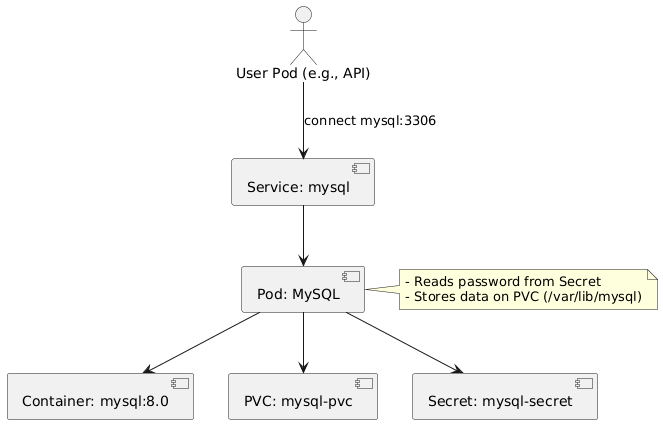 User Pod (e.g., API)
connect mysql:3306
Service: mysql
Pod: MySQL
- Reads password from Secret
- Stores data on PVC (/var/lib/mysql)
Container: mysql:8.0
PVC: mysql-pvc
Secret: mysql-secret